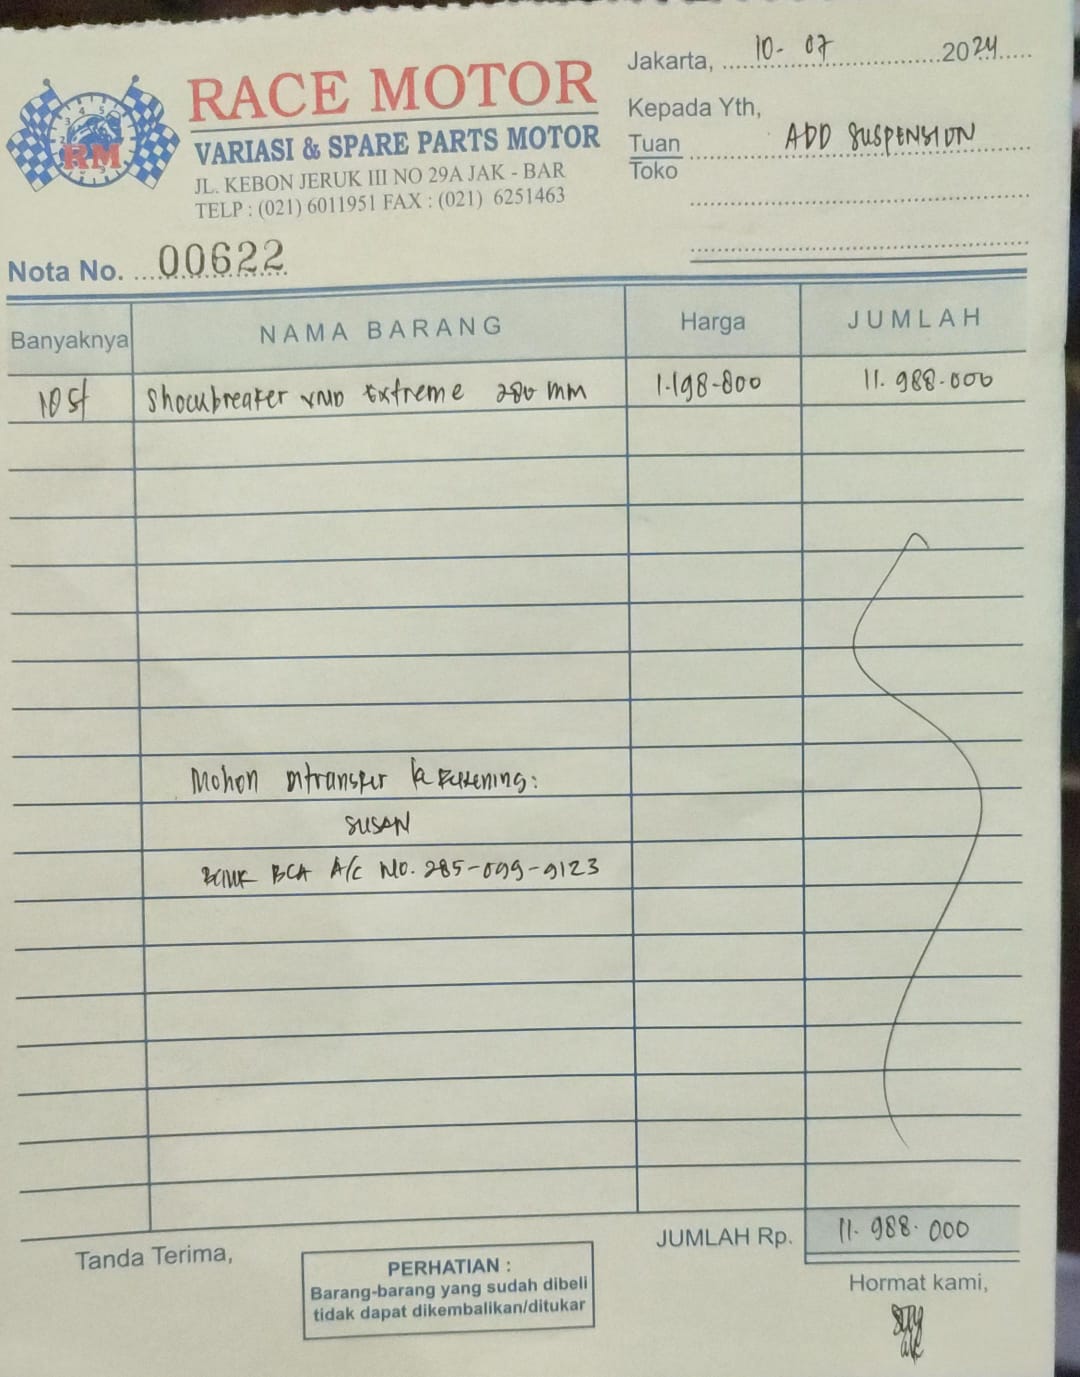 Jakarta, 10-07 2024
RACE MOTOR
VARIASI & SPARE PARTS MOTOR
JL. KEBON JERUK III NO 29A JAK - BAR
TELP : (021) 6011951 FAX : (021) 6251463
RM
Kepada Yth,
Tuan
Toko
ADD SUSPENSION
Nota No. 00622
Banyaknya NAMA BARANG Harga JUMLAH
10 st Shockbreaker Extreme 280 mm 1.198-800 11.988.000
Mohon ditransfer ke rekening:
SUSAN
Bank BCA A/C No. 285-099-9123
JUMLAH Rp. 11.988.000
Tanda Terima,
PERHATIAN :
Barang-barang yang sudah dibeli
tidak dapat dikembalikan/ditukar
Hormat kami,